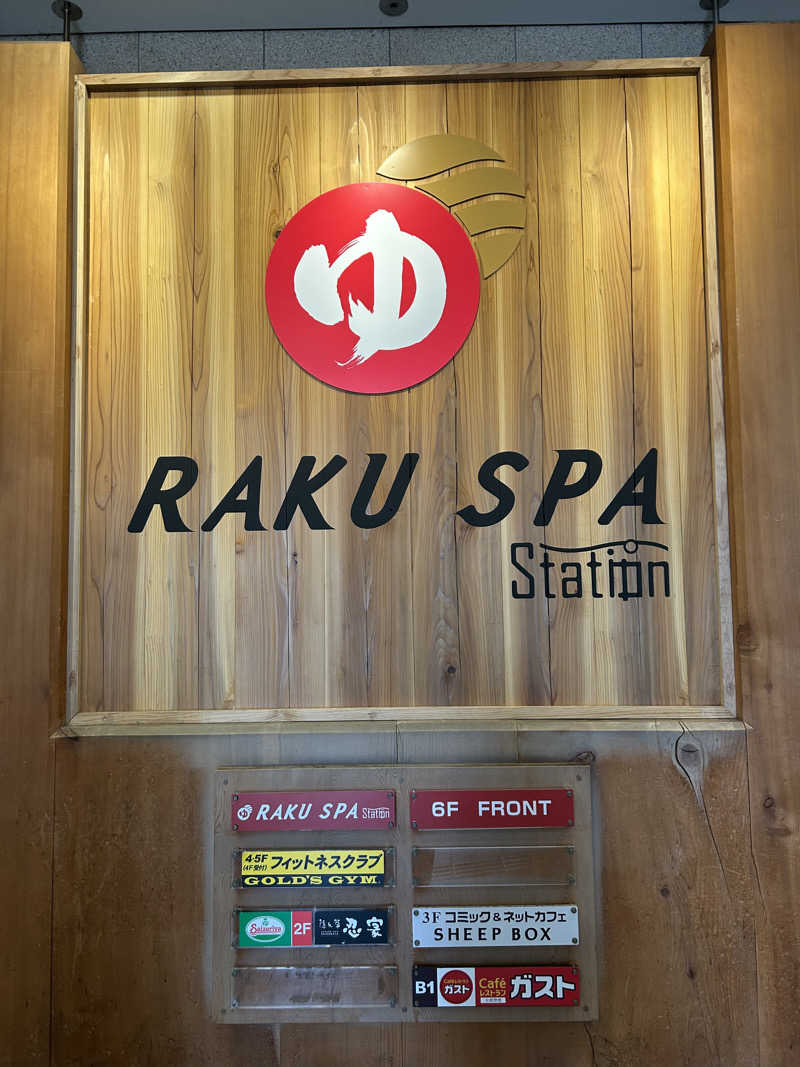 ゆ
RAKU SPA
Station
ゆ RAKU SPA Station
6F FRONT
4・5F
(4F受付)
フィットネスクラブ
GOLD'S GYM
Saizeriya
2F
忍家
3F コミック&ネットカフェ
SHEEP BOX
B1
ガスト
Café
レストラン
ガスト